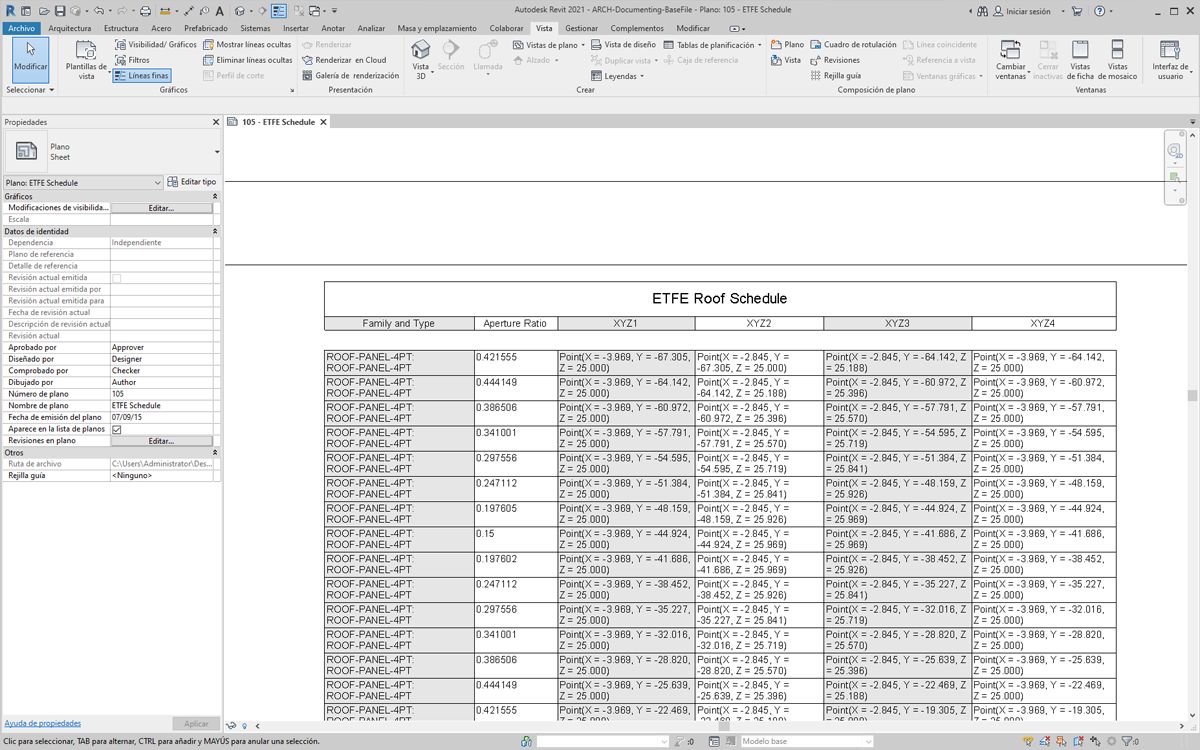 Autodesk Revit 2021 - ARCH-Documenting-BaseFile - Plano: 105 - ETFE Schedule
Iniciar sesión
Archivo Arquitectura Estructura Acero Prefabricado Sistemas Insertar Anotar Analizar Masa y emplazamiento Colaborar Vista Gestionar Complementos Modificar
Modificar
Plantillas de vista
Visibilidad/ Gráficos
Filtros
Líneas finas
Mostrar líneas ocultas
Eliminar líneas ocultas
Perfil de corte
Renderizar
Renderizar en Cloud
Galería de renderización
Vista 3D
Sección
Llamada
Vistas de plano
Alzado
Vista de diseño
Duplicar vista
Leyendas
Tablas de planificación
Caja de referencia
Plano
Vista
Cuadro de rotulación
Revisiones
Rejilla guía
Línea coincidente
Referencia a vista
Ventanas gráficas
Cambiar ventanas
Cerrar inactivas
Vistas de ficha
Vistas de mosaico
Interfaz de usuario
Seleccionar Gráficos Presentación Crear Composición de plano Ventanas
Propiedades
Plano
Sheet
Plano: ETFE Schedule
Editar tipo
Gráficos
Modificaciones de visibilida... Editar...
Escala
Datos de identidad
Dependencia Independiente
Plano de referencia
Detalle de referencia
Revisión actual emitida
Revisión actual emitida por
Revisión actual emitida para
Fecha de revisión actual
Descripción de revisión actual
Revisión actual
Aprobado por Approver
Diseñado por Designer
Comprobado por Checker
Dibujado por Author
Número de plano 105
Nombre de plano ETFE Schedule
Fecha de emisión del plano 07/09/15
Aparece en la lista de planos
Revisiones en plano Editar...
Otros
Ruta de archivo C:\Users\Administrator\Des...
Rejilla guía <Ninguno>
Ayuda de propiedades
Aplicar
105 - ETFE Schedule
2D
ETFE Roof Schedule
Family and Type Aperture Ratio XYZ1 XYZ2 XYZ3 XYZ4
ROOF-PANEL-4PT: 0.421555 Point(X = -3.969, Y = -67.305, Point(X = -2.845, Y = Point(X = -2.845, Y = -64.142, Z Point(X = -3.969, Y = -64.142,
ROOF-PANEL-4PT Z = 25.000) -67.305, Z = 25.000) = 25.188) Z = 25.000)
ROOF-PANEL-4PT: 0.444149 Point(X = -3.969, Y = -64.142, Point(X = -2.845, Y = Point(X = -2.845, Y = -60.972, Z Point(X = -3.969, Y = -60.972,
ROOF-PANEL-4PT Z = 25.000) -64.142, Z = 25.188) = 25.396) Z = 25.000)
ROOF-PANEL-4PT: 0.386506 Point(X = -3.969, Y = -60.972, Point(X = -2.845, Y = Point(X = -2.845, Y = -57.791, Z Point(X = -3.969, Y = -57.791,
ROOF-PANEL-4PT Z = 25.000) -60.972, Z = 25.396) = 25.570) Z = 25.000)
ROOF-PANEL-4PT: 0.341001 Point(X = -3.969, Y = -57.791, Point(X = -2.845, Y = Point(X = -2.845, Y = -54.595, Z Point(X = -3.969, Y = -54.595,
ROOF-PANEL-4PT Z = 25.000) -57.791, Z = 25.570) = 25.719) Z = 25.000)
ROOF-PANEL-4PT: 0.297556 Point(X = -3.969, Y = -54.595, Point(X = -2.845, Y = Point(X = -2.845, Y = -51.384, Z Point(X = -3.969, Y = -51.384,
ROOF-PANEL-4PT Z = 25.000) -54.595, Z = 25.719) = 25.841) Z = 25.000)
ROOF-PANEL-4PT: 0.247112 Point(X = -3.969, Y = -51.384, Point(X = -2.845, Y = Point(X = -2.845, Y = -48.159, Z Point(X = -3.969, Y = -48.159,
ROOF-PANEL-4PT Z = 25.000) -51.384, Z = 25.841) = 25.926) Z = 25.000)
ROOF-PANEL-4PT: 0.197605 Point(X = -3.969, Y = -48.159, Point(X = -2.845, Y = Point(X = -2.845, Y = -44.924, Z Point(X = -3.969, Y = -44.924,
ROOF-PANEL-4PT Z = 25.000) -48.159, Z = 25.926) = 25.969) Z = 25.000)
ROOF-PANEL-4PT: 0.15 Point(X = -3.969, Y = -44.924, Point(X = -2.845, Y = Point(X = -2.845, Y = -41.686, Z Point(X = -3.969, Y = -41.686,
ROOF-PANEL-4PT Z = 25.000) -44.924, Z = 25.969) = 25.969) Z = 25.000)
ROOF-PANEL-4PT: 0.197602 Point(X = -3.969, Y = -41.686, Point(X = -2.845, Y = Point(X = -2.845, Y = -38.452, Z Point(X = -3.969, Y = -38.452,
ROOF-PANEL-4PT Z = 25.000) -41.686, Z = 25.969) = 25.926) Z = 25.000)
ROOF-PANEL-4PT: 0.247112 Point(X = -3.969, Y = -38.452, Point(X = -2.845, Y = Point(X = -2.845, Y = -35.227, Z Point(X = -3.969, Y = -35.227,
ROOF-PANEL-4PT Z = 25.000) -38.452, Z = 25.926) = 25.841) Z = 25.000)
ROOF-PANEL-4PT: 0.297556 Point(X = -3.969, Y = -35.227, Point(X = -2.845, Y = Point(X = -2.845, Y = -32.016, Z Point(X = -3.969, Y = -32.016,
ROOF-PANEL-4PT Z = 25.000) -35.227, Z = 25.841) = 25.719) Z = 25.000)
ROOF-PANEL-4PT: 0.341001 Point(X = -3.969, Y = -32.016, Point(X = -2.845, Y = Point(X = -2.845, Y = -28.820, Z Point(X = -3.969, Y = -28.820,
ROOF-PANEL-4PT Z = 25.000) -32.016, Z = 25.719) = 25.570) Z = 25.000)
ROOF-PANEL-4PT: 0.386506 Point(X = -3.969, Y = -28.820, Point(X = -2.845, Y = Point(X = -2.845, Y = -25.639, Z Point(X = -3.969, Y = -25.639,
ROOF-PANEL-4PT Z = 25.000) -28.820, Z = 25.570) = 25.396) Z = 25.000)
ROOF-PANEL-4PT: 0.444149 Point(X = -3.969, Y = -25.639, Point(X = -2.845, Y = Point(X = -2.845, Y = -22.469, Z Point(X = -3.969, Y = -22.469,
ROOF-PANEL-4PT Z = 25.000) -25.639, Z = 25.396) = 25.188) Z = 25.000)
ROOF-PANEL-4PT: 0.421555 Point(X = -3.969, Y = -22.469, Point(X = -2.845, Y = Point(X = -2.845, Y = -19.305, Z Point(X = -3.969, Y = -19.305,
Clic para seleccionar, TAB para alternar, CTRL para añadir y MAYÚS para anular una selección.
:0
Modelo base
:0